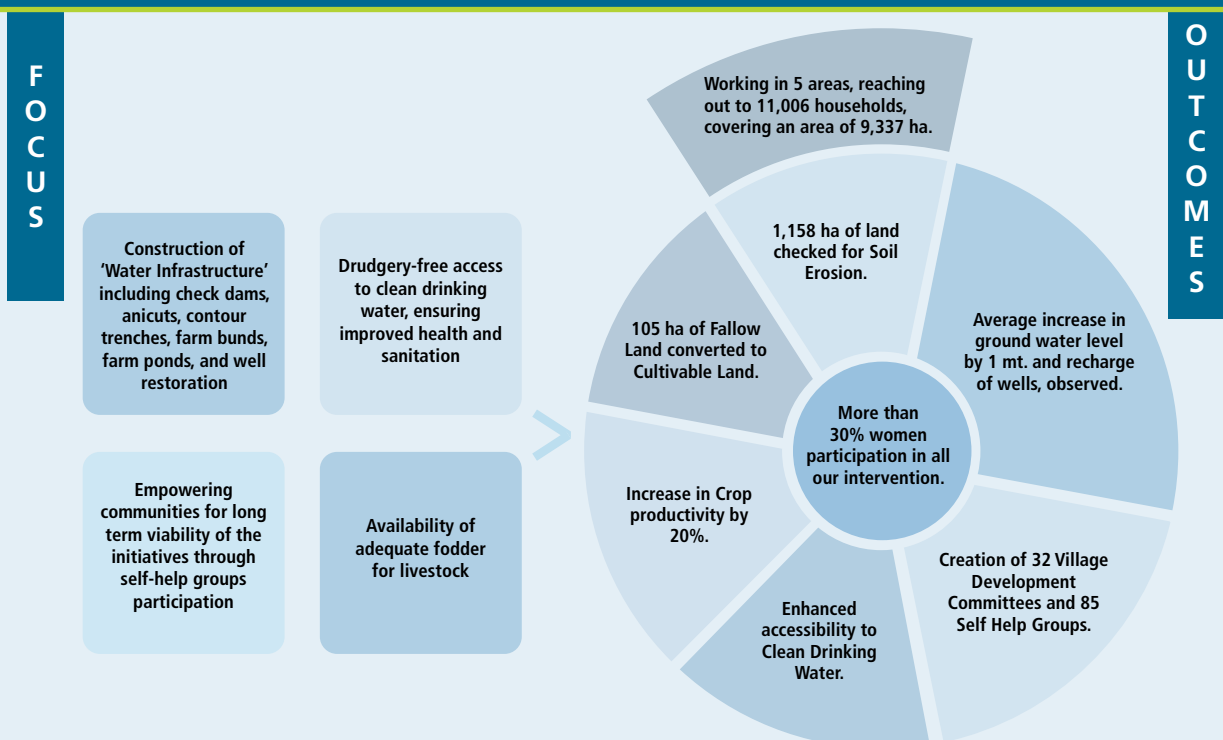 FOCUS
Construction of
‘Water Infrastructure’
including check dams,
anicuts, contour
trenches, farm bunds,
farm ponds, and well
restoration
Drudgery-free access
to clean drinking
water, ensuring
improved health and
sanitation
Empowering
communities for long
term viability of the
initiatives through
self-help groups
participation
Availability of
adequate fodder
for livestock
OUTCOMES
Working in 5 areas, reaching
out to 11,006 households,
covering an area of 9,337 ha.
1,158 ha of land
checked for Soil
Erosion.
Average increase in
ground water level
by 1 mt. and recharge
of wells, observed.
Creation of 32 Village
Development
Committees and 85
Self Help Groups.
Enhanced
accessibility to
Clean Drinking
Water.
Increase in Crop
productivity by
20%.
105 ha of Fallow
Land converted to
Cultivable Land.
More than
30% women
participation in all
our intervention.